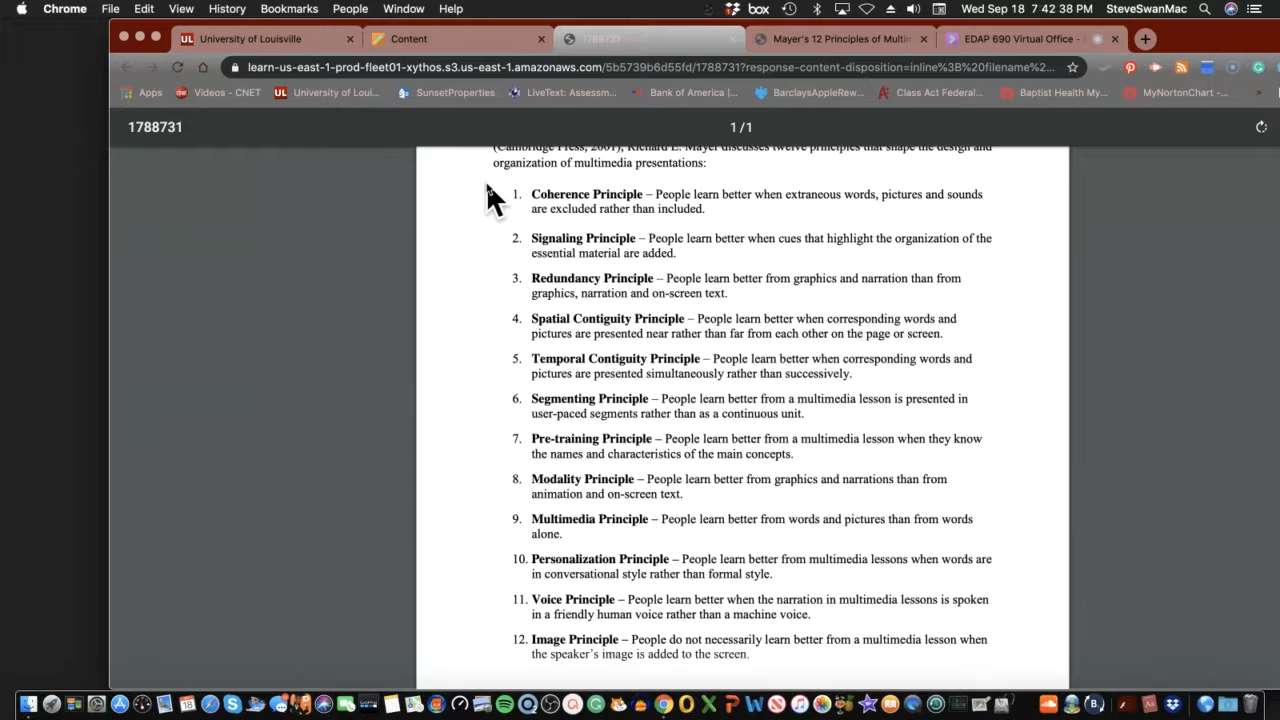 Chrome File Edit View History Bookmarks People Window Help box Wed Sep 18 7:42:38 PM SteveSwanMac
University of Louisville Content 1788731 Mayer's 12 Principles of Multim EDAP 690 Virtual Office -
learn-us-east-1-prod-fleet01-xythos.s3.us-east-1.amazonaws.com/5b5739b6d55fd/1788731?response-content-disposition=inline%3B%20filename%2...
Apps Videos - CNET University of Loui... SunsetProperties LiveText: Assessm... Bank of America |... BarclaysAppleRew... Class Act Federal... Baptist Health My... MyNortonChart -... »
1788731 1 / 1
(Cambridge Press, 2001), Richard E. Mayer discusses twelve principles that shape the design and
organization of multimedia presentations:
1. Coherence Principle – People learn better when extraneous words, pictures and sounds
are excluded rather than included.
2. Signaling Principle – People learn better when cues that highlight the organization of the
essential material are added.
3. Redundancy Principle – People learn better from graphics and narration than from
graphics, narration and on-screen text.
4. Spatial Contiguity Principle – People learn better when corresponding words and
pictures are presented near rather than far from each other on the page or screen.
5. Temporal Contiguity Principle – People learn better when corresponding words and
pictures are presented simultaneously rather than successively.
6. Segmenting Principle – People learn better from a multimedia lesson is presented in
user-paced segments rather than as a continuous unit.
7. Pre-training Principle – People learn better from a multimedia lesson when they know
the names and characteristics of the main concepts.
8. Modality Principle – People learn better from graphics and narrations than from
animation and on-screen text.
9. Multimedia Principle – People learn better from words and pictures than from words
alone.
10. Personalization Principle – People learn better from multimedia lessons when words are
in conversational style rather than formal style.
11. Voice Principle – People learn better when the narration in multimedia lessons is spoken
in a friendly human voice rather than a machine voice.
12. Image Principle – People do not necessarily learn better from a multimedia lesson when
the speaker's image is added to the screen.